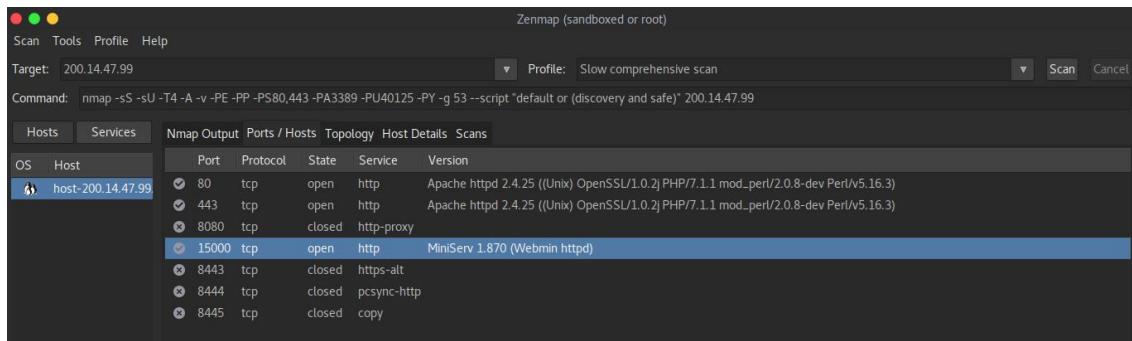 Zenmap (sandboxed or root)
Scan Tools Profile Help
Target: 200.14.47.99 Profile: Slow comprehensive scan Scan Cancel
Command: nmap -sS -sU -T4 -A -v -PE -PP -PS80,443 -PA3389 -PU40125 -PY -g 53 --script "default or (discovery and safe)" 200.14.47.99
Hosts Services Nmap Output Ports / Hosts Topology Host Details Scans
OS Host Port Protocol State Service Version
host-200.14.47.99. 80 tcp open http Apache httpd 2.4.25 ((Unix) OpenSSL/1.0.2j PHP/7.1.1 mod_perl/2.0.8-dev Perl/v5.16.3)
443 tcp open http Apache httpd 2.4.25 ((Unix) OpenSSL/1.0.2j PHP/7.1.1 mod_perl/2.0.8-dev Perl/v5.16.3)
8080 tcp closed http-proxy
15000 tcp open http MiniServ 1.870 (Webmin httpd)
8443 tcp closed https-alt
8444 tcp closed pcsync-http
8445 tcp closed copy